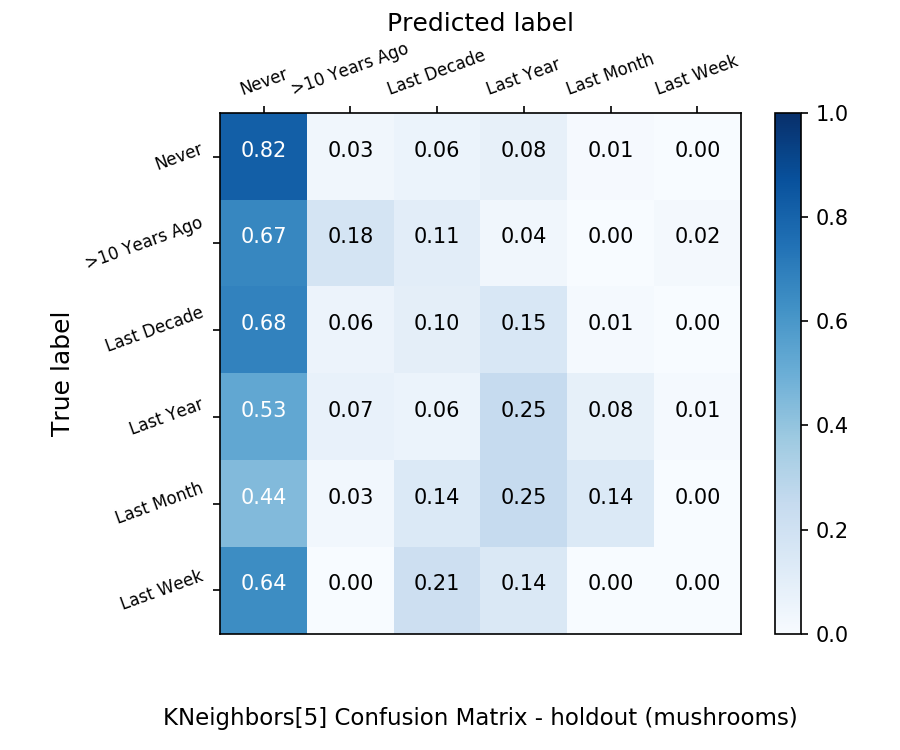 Predicted label
Never >10 Years Ago Last Decade Last Year Last Month Last Week
Never 0.82 0.03 0.06 0.08 0.01 0.00
>10 Years Ago 0.67 0.18 0.11 0.04 0.00 0.02
Last Decade 0.68 0.06 0.10 0.15 0.01 0.00
Last Year 0.53 0.07 0.06 0.25 0.08 0.01
Last Month 0.44 0.03 0.14 0.25 0.14 0.00
Last Week 0.64 0.00 0.21 0.14 0.00 0.00
True label
1.0
0.8
0.6
0.4
0.2
0.0
KNeighbors[5] Confusion Matrix - holdout (mushrooms)